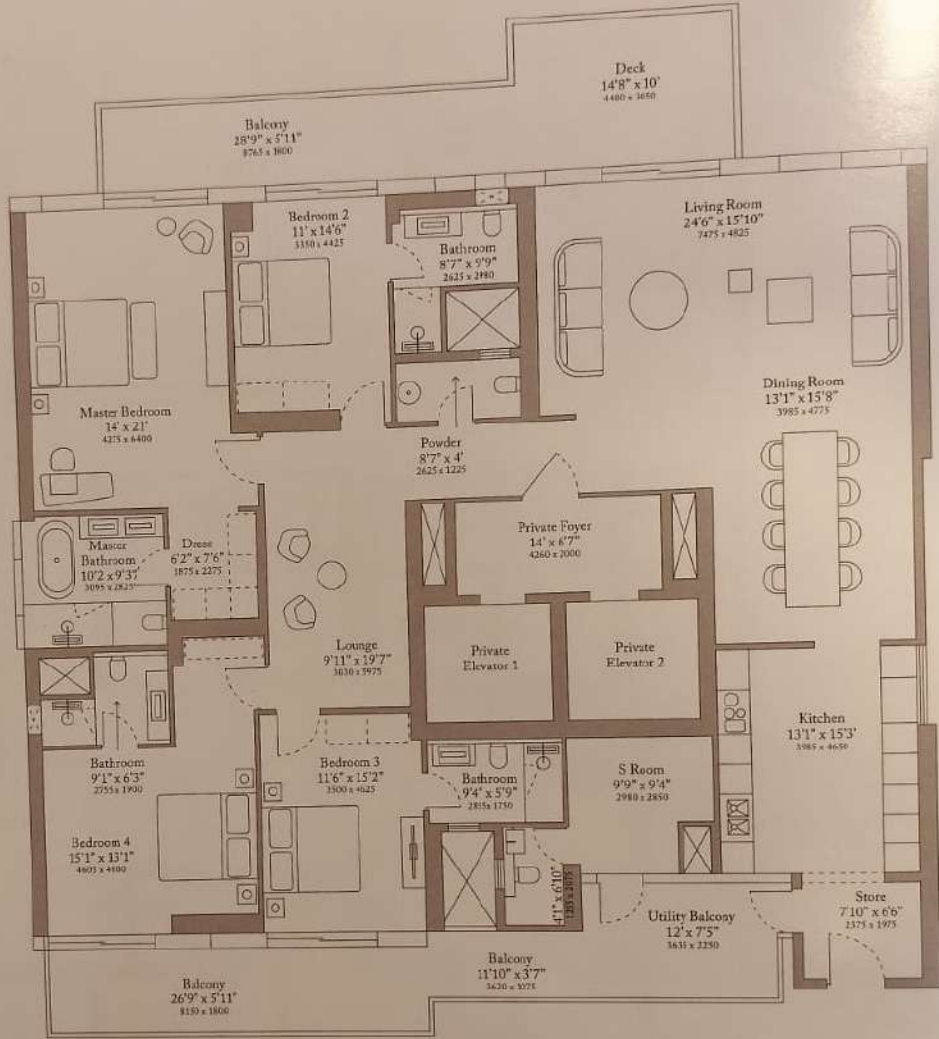 Deck
14'8" x 10'
4480 x 3050
Balcony
28'9" x 5'11"
8765 x 1800
Bedroom 2
11' x 14'6"
3350 x 4425
Bathroom
8'7" x 9'9"
2625 x 2980
Living Room
24'6" x 15'10"
7475 x 4825
Master Bedroom
14' x 21'
4275 x 6400
Dining Room
13'1" x 15'8"
3985 x 4775
Powder
8'7" x 4'
2625 x 1225
Private Foyer
14' x 6'7"
4260 x 2000
Master
Bathroom
10'2 x 9'3"
3095 x 2825
Dress
6'2" x 7'6"
1875 x 2275
Lounge
9'11" x 19'7"
3030 x 5975
Private
Elevator 1
Private
Elevator 2
Kitchen
13'1" x 15'3'
3985 x 4650
Bathroom
9'1" x 6'3"
2755 x 1900
Bedroom 3
11'6" x 15'2"
3500 x 4625
Bathroom
9'4' x 5'9"
2855 x 1750
S Room
9'9" x 9'4"
2980 x 2850
Bedroom 4
15'1" x 13'1"
4'1" x 6'10"
Utility Balcony
12' x 7'5"
3635 x 2250
Store
7'10" x 6'6"
2375 x 1975
Balcony
11'10" x 3'7"
Balcony
26'9" x 5'11"
8150 x 1800